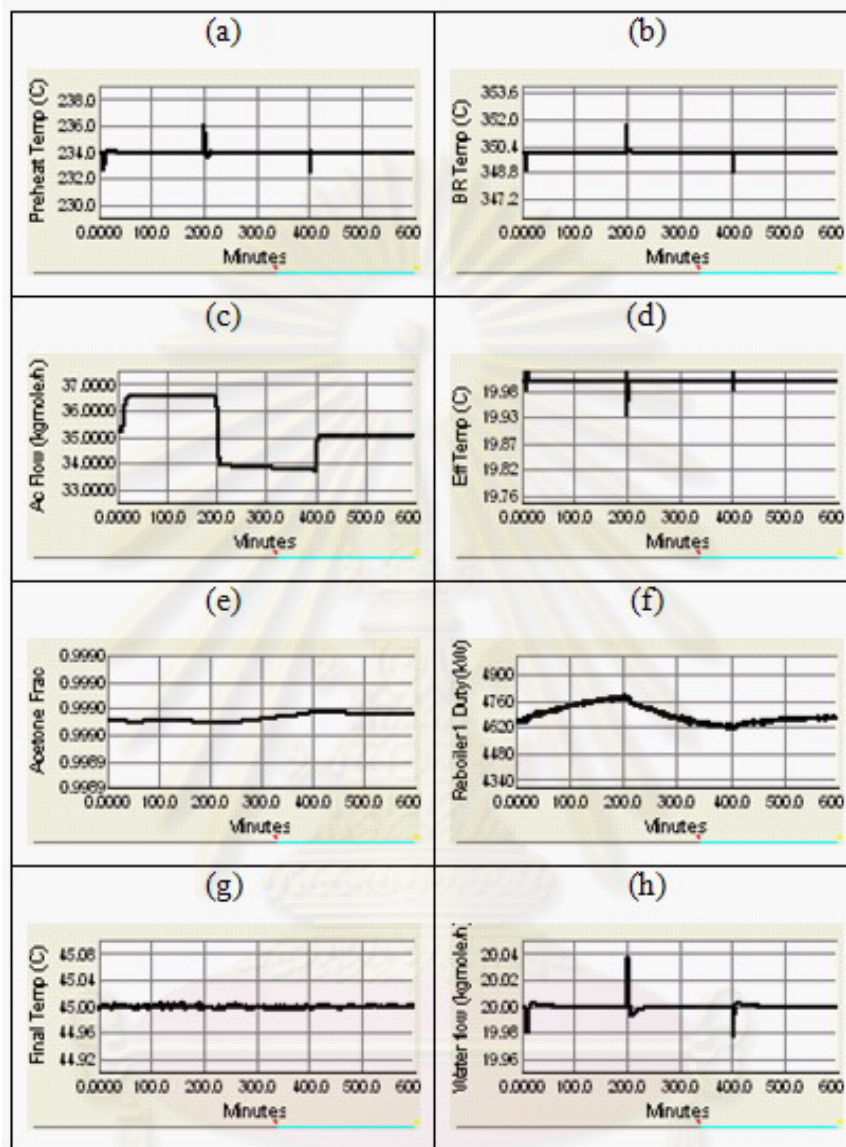 (a)
Preheat Temp (C)
238.0
236.0
234.0
232.0
230.0
0.0000 100.0 200.0 300.0 400.0 500.0 600
Minutes
(b)
BR Temp (C)
353.6
352.0
350.4
348.8
347.2
0.0000 100.0 200.0 300.0 400.0 500.0 600
Minutes
(c)
Ac Flow (kgmole/h)
37.0000
36.0000
35.0000
34.0000
33.0000
0.0000 100.0 200.0 300.0 400.0 500.0 600
Minutes
(d)
Eff Temp (C)
19.98
19.93
19.87
19.82
19.76
0.0000 100.0 200.0 300.0 400.0 500.0 600
Minutes
(e)
Acetone Frac
0.9990
0.9990
0.9990
0.9990
0.9989
0.9989
0.0000 100.0 200.0 300.0 400.0 500.0 600
Minutes
(f)
Reboiler1 Duty(kW)
4900
4760
4620
4480
4340
0.0000 100.0 200.0 300.0 400.0 500.0 600
Minutes
(g)
Final Temp (C)
45.08
45.04
45.00
44.96
44.92
0.0000 100.0 200.0 300.0 400.0 500.0 600
Minutes
(h)
Water flow (kgmole.h)
20.04
20.02
20.00
19.98
19.96
0.0000 100.0 200.0 300.0 400.0 500.0 600
Minutes